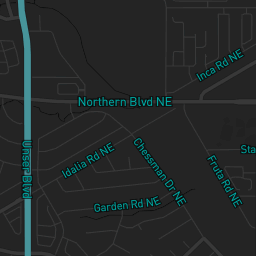 Inca Rd NE
Northern Blvd NE
Unser Blvd
Idalia Rd NE
Chessman Dr NE
Sta
Fruta Rd NE
Garden Rd NE